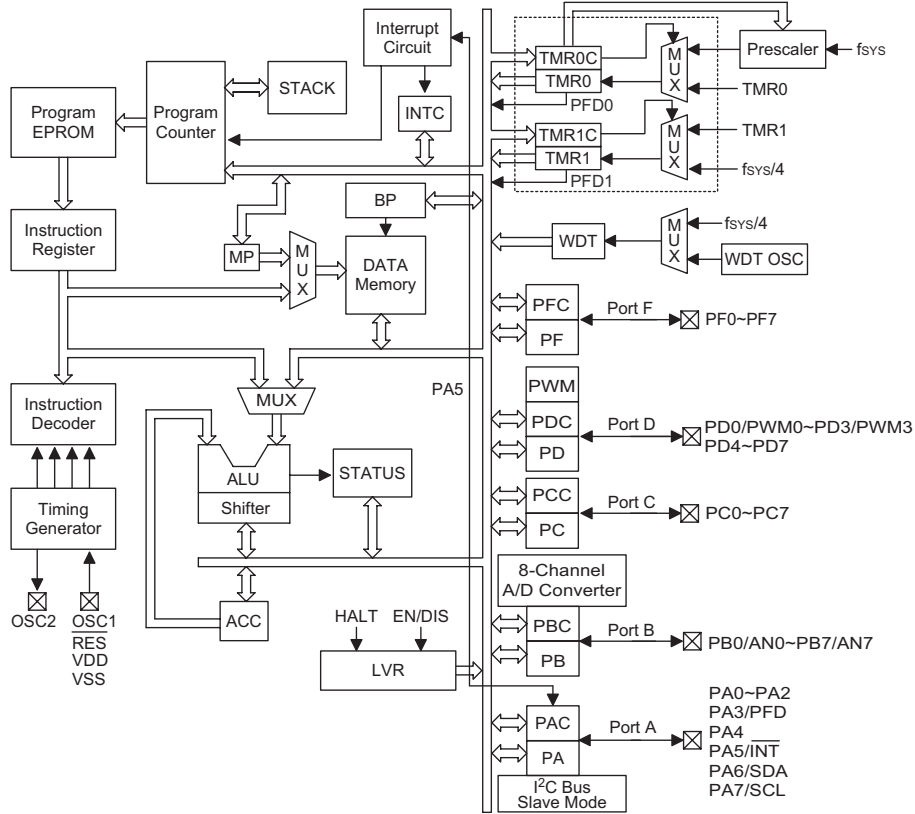 Interrupt
Circuit
STACK
INTC
Program
EPROM
Program
Counter
Instruction
Register
MP
M
U
X
BP
DATA
Memory
Instruction
Decoder
MUX
ALU
Shifter
STATUS
Timing
Generator
OSC2
OSC1
RES
VDD
VSS
ACC
HALT
EN/DIS
LVR
PA5
TMR0C
TMR0
PFD0
M
U
X
Prescaler
fSYS
TMR0
TMR1C
TMR1
PFD1
M
U
X
TMR1
fSYS/4
WDT
M
U
X
fSYS/4
WDT OSC
PFC
PF
Port F
PF0~PF7
PWM
PDC
PD
Port D
PD0/PWM0~PD3/PWM3
PD4~PD7
PCC
PC
Port C
PC0~PC7
8-Channel
A/D Converter
PBC
PB
Port B
PB0/AN0~PB7/AN7
PAC
PA
Port A
PA0~PA2
PA3/PFD
PA4
PA5/INT
PA6/SDA
PA7/SCL
I²C Bus
Slave Mode